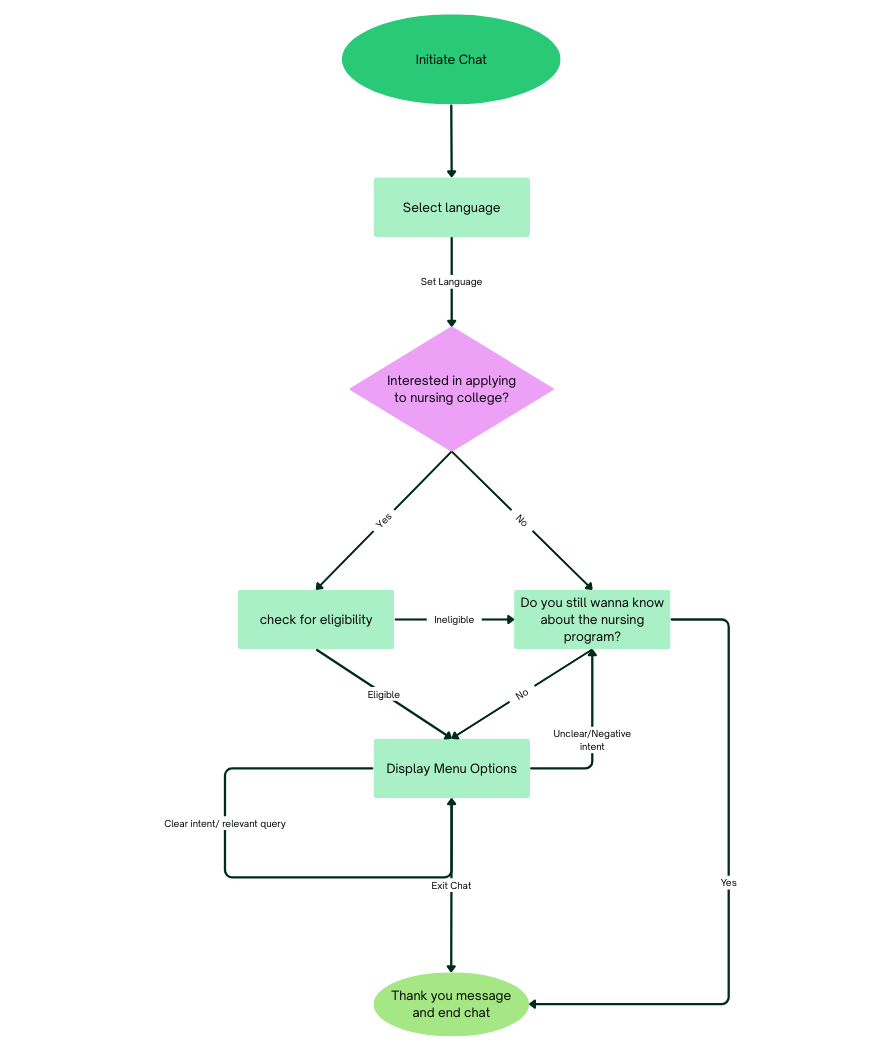 Initiate Chat
Select language
Set Language
Interested in applying
to nursing college?
Yes
No
check for eligibility
Ineligible
Do you still wanna know
about the nursing
program?
Eligible
No
Unclear/Negative
intent
Display Menu Options
Clear intent/ relevant query
Exit Chat
Yes
Thank you message
and end chat